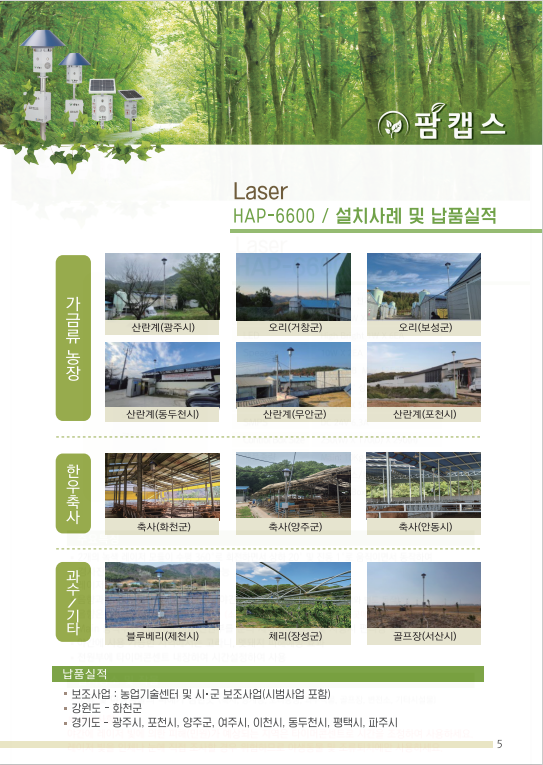 팜캡스
Laser
HAP-6600 / 설치사례 및 납품실적
가금류 농장
산란계(광주시)
오리(거창군)
오리(보성군)
산란계(동두천시)
산란계(무안군)
산란계(포천시)
한우축사
축사(화천군)
축사(양주군)
축사(안동시)
과수/기타
블루베리(제천시)
체리(장성군)
골프장(서산시)
납품실적
▪ 보조사업 : 농업기술센터 및 시·군 보조사업(시범사업 포함)
▪ 강원도 - 화천군
▪ 경기도 - 광주시, 포천시, 양주군, 여주시, 이천시, 동두천시, 평택시, 파주시
5